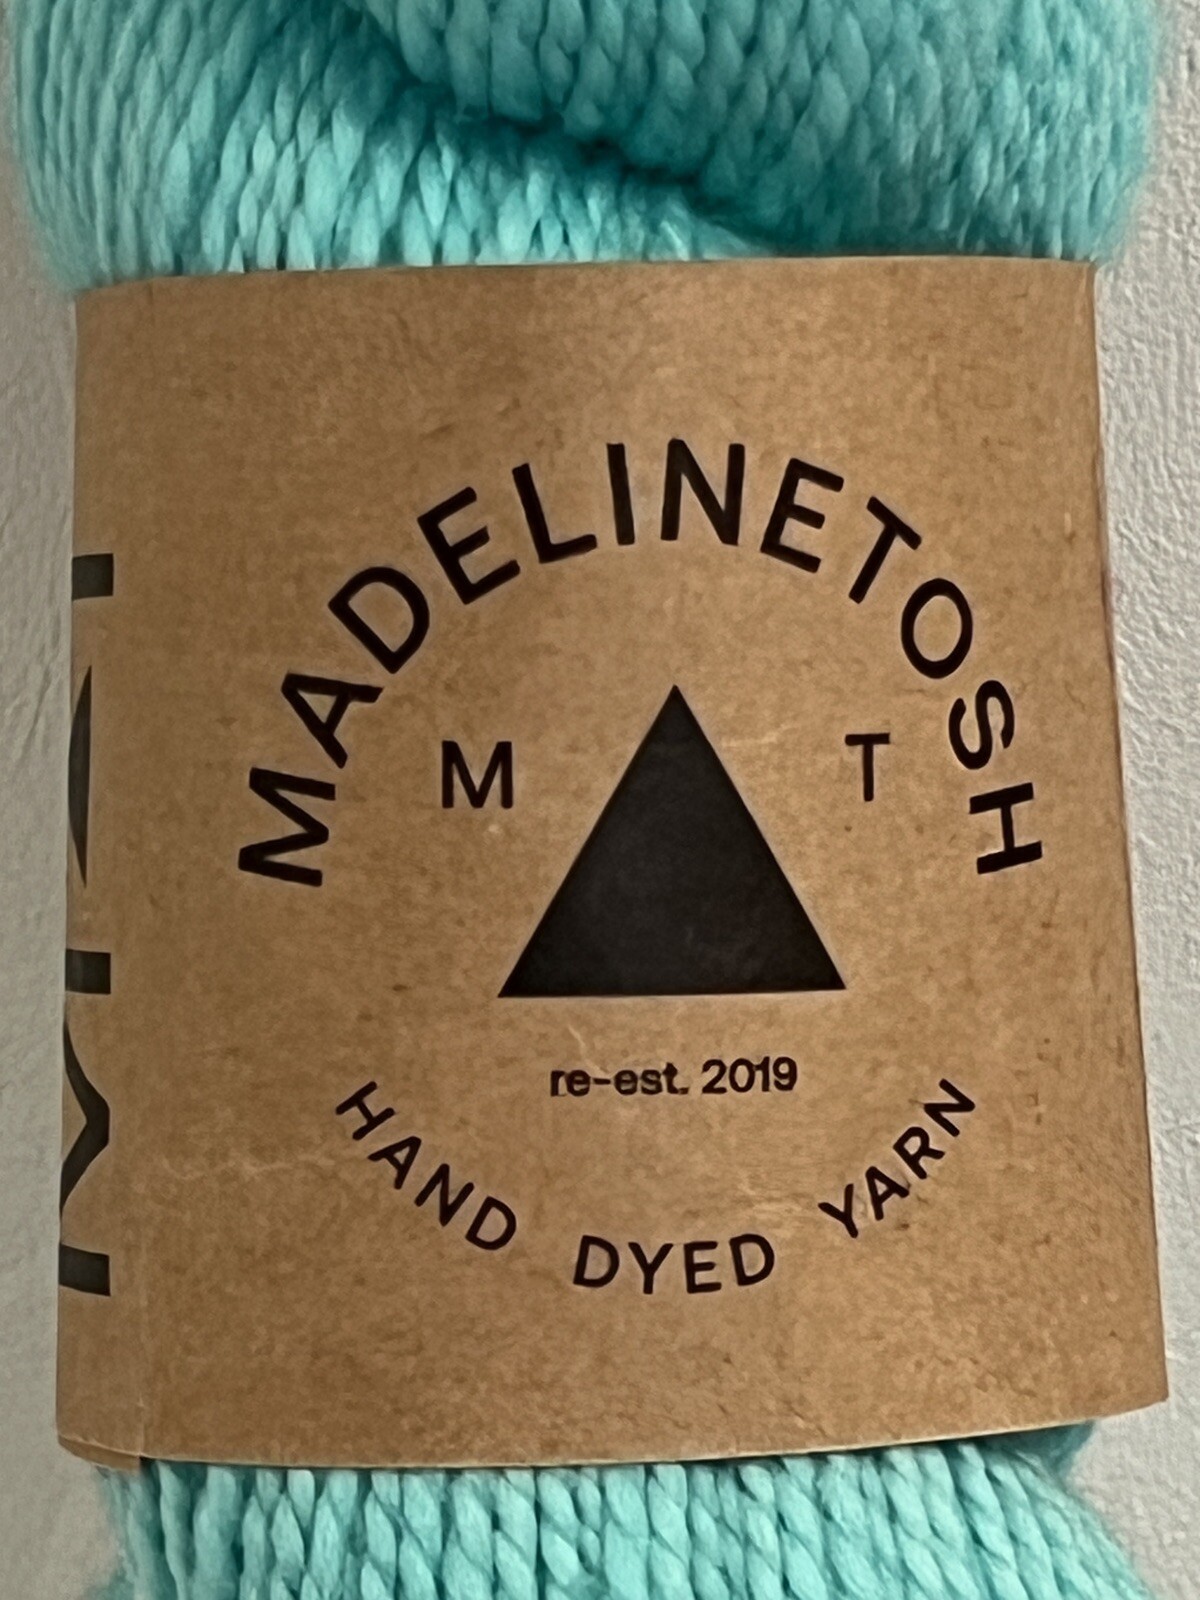 MADELINETOSH
M T
re-est. 2019
HAND DYED YARN